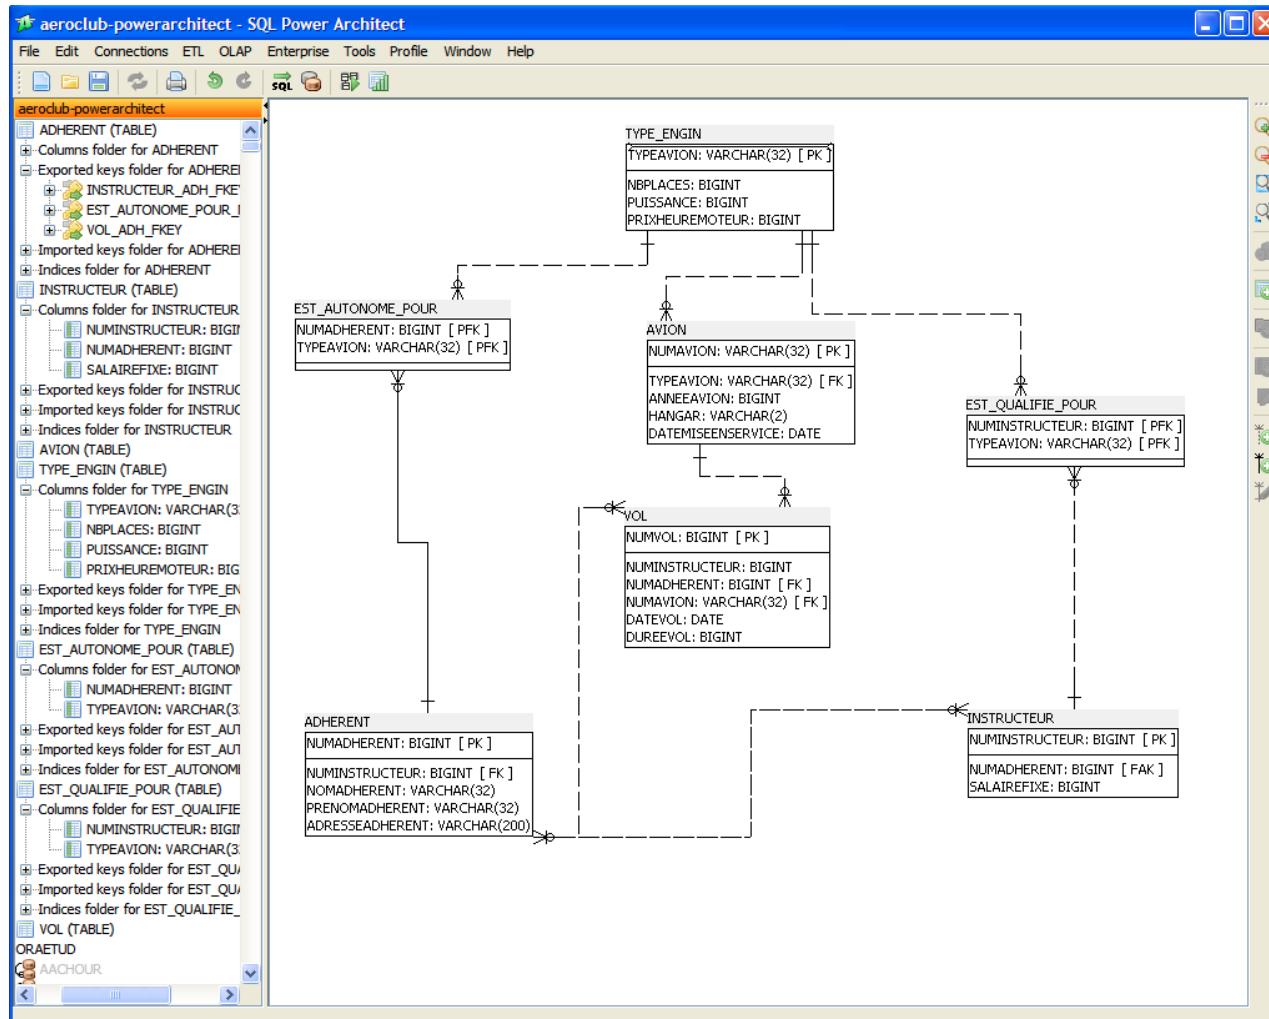 aeroclub-powerarchitect - SQL Power Architect
File Edit Connections ETL OLAP Enterprise Tools Profile Window Help
SQL
aeroclub-powerarchitect
ADHERENT (TABLE)
Columns folder for ADHERENT
Exported keys folder for ADHERE
INSTRUCTEUR_ADH_FKE
EST_AUTONOME_POUR_
VOL_ADH_FKEY
Imported keys folder for ADHERE
Indices folder for ADHERENT
INSTRUCTEUR (TABLE)
Columns folder for INSTRUCTEUR
NUMINSTRUCTEUR: BIGI
NUMADHERENT: BIGINT
SALAIREFIXE: BIGINT
Exported keys folder for INSTRUC
Imported keys folder for INSTRUC
Indices folder for INSTRUCTEUR
AVION (TABLE)
TYPE_ENGIN (TABLE)
Columns folder for TYPE_ENGIN
TYPEAVION: VARCHAR(3
NBPLACES: BIGINT
PUISSANCE: BIGINT
PRIXHEUREMOTEUR: BIG
Exported keys folder for TYPE_EN
Imported keys folder for TYPE_EN
Indices folder for TYPE_ENGIN
EST_AUTONOME_POUR (TABLE)
Columns folder for EST_AUTONOM
NUMADHERENT: BIGINT
TYPEAVION: VARCHAR(3
Exported keys folder for EST_AUT
Imported keys folder for EST_AUT
Indices folder for EST_AUTONOM
EST_QUALIFIE_POUR (TABLE)
Columns folder for EST_QUALIFIE
NUMINSTRUCTEUR: BIGI
TYPEAVION: VARCHAR(3
Exported keys folder for EST_QU
Imported keys folder for EST_QU
Indices folder for EST_QUALIFIE_
VOL (TABLE)
ORAETUD
AACHOUR
TYPE_ENGIN
TYPEAVION: VARCHAR(32) [ PK ]
NBPLACES: BIGINT
PUISSANCE: BIGINT
PRIXHEUREMOTEUR: BIGINT
EST_AUTONOME_POUR
NUMADHERENT: BIGINT [ PFK ]
TYPEAVION: VARCHAR(32) [ PFK ]
AVION
NUMAVION: VARCHAR(32) [ PK ]
TYPEAVION: VARCHAR(32) [ FK ]
ANNEEAVION: BIGINT
HANGAR: VARCHAR(2)
DATEMISEENSERVICE: DATE
EST_QUALIFIE_POUR
NUMINSTRUCTEUR: BIGINT [ PFK ]
TYPEAVION: VARCHAR(32) [ PFK ]
VOL
NUMVOL: BIGINT [ PK ]
NUMINSTRUCTEUR: BIGINT
NUMADHERENT: BIGINT [ FK ]
NUMAVION: VARCHAR(32) [ FK ]
DATEVOL: DATE
DUREEVOL: BIGINT
ADHERENT
NUMADHERENT: BIGINT [ PK ]
NUMINSTRUCTEUR: BIGINT [ FK ]
NOMADHERENT: VARCHAR(32)
PRENOMADHERENT: VARCHAR(32)
ADRESSEADHERENT: VARCHAR(200)
INSTRUCTEUR
NUMINSTRUCTEUR: BIGINT [ PK ]
NUMADHERENT: BIGINT [ FAK ]
SALAIREFIXE: BIGINT